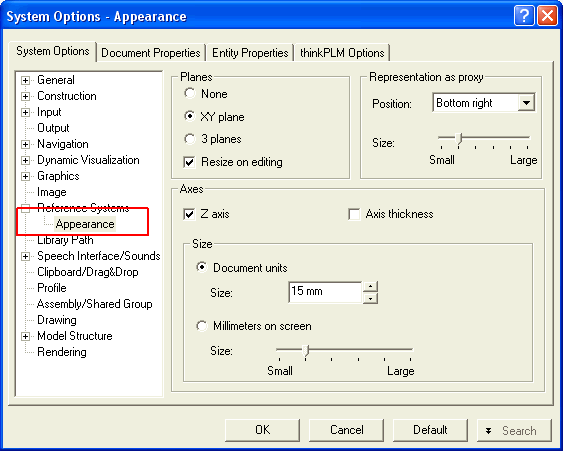 System Options - Appearance
System Options
Document Properties
Entity Properties
thinkPLM Options
General
Construction
Input
Output
Navigation
Dynamic Visualization
Graphics
Image
Reference Systems
Appearance
Library Path
Speech Interface/Sounds
Clipboard/Drag&Drop
Profile
Assembly/Shared Group
Drawing
Model Structure
Rendering
Planes
None
XY plane
3 planes
Resize on editing
Representation as proxy
Position: Bottom right
Size:
Small Large
Axes
Z axis
Axis thickness
Size
Document units
Size: 15 mm
Millimeters on screen
Size:
Small Large
OK
Cancel
Default
Search